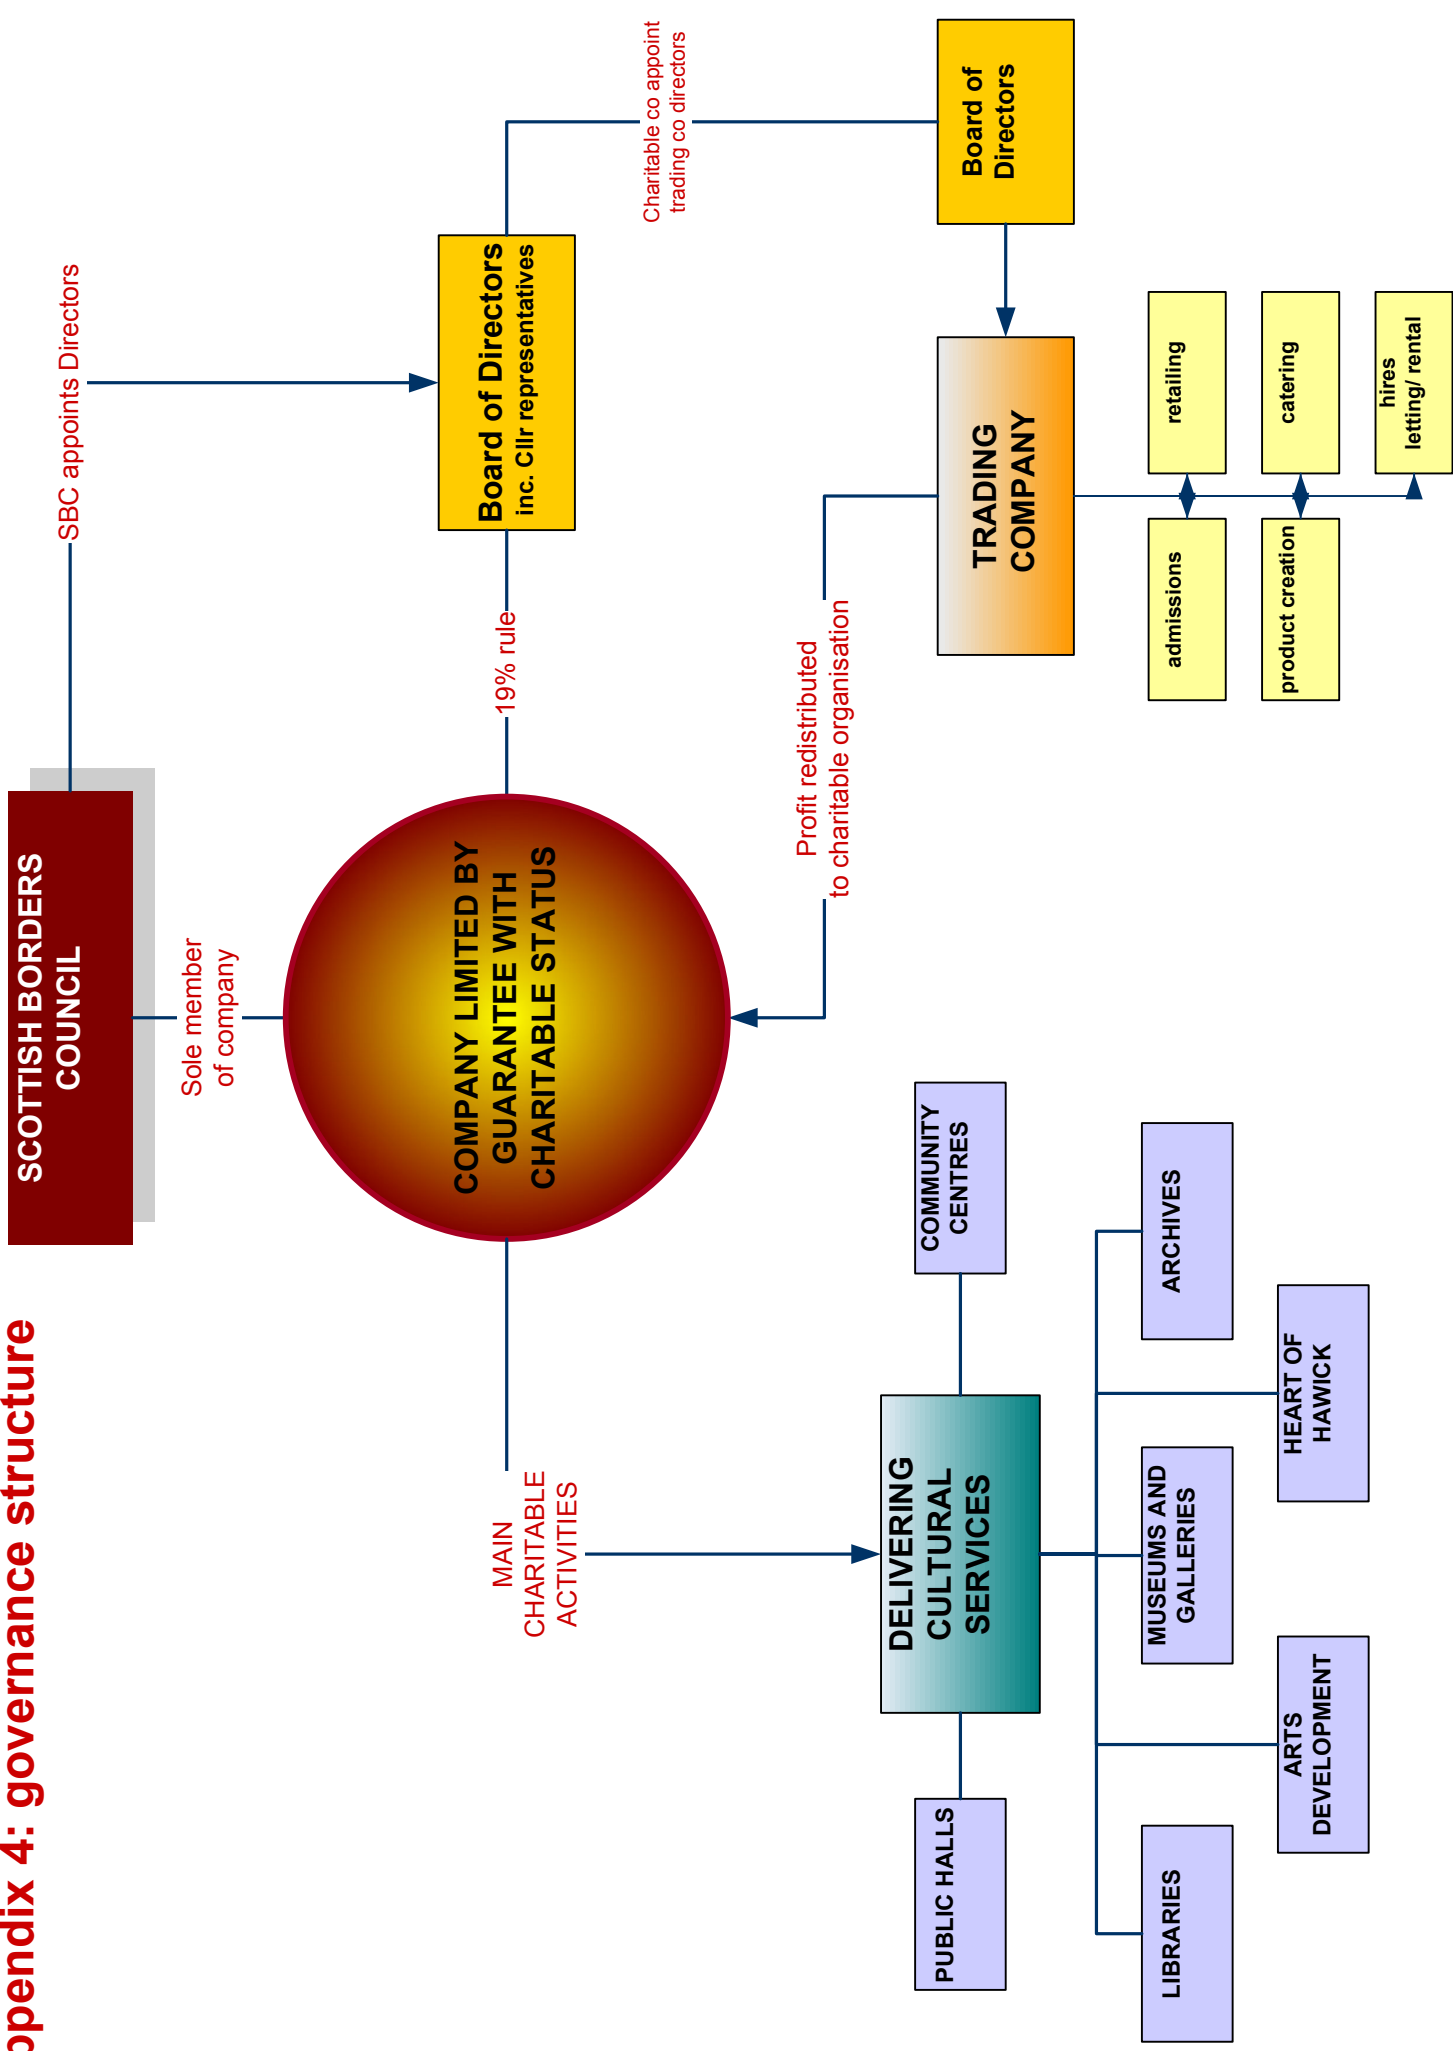 ppendix 4: governance structure
SCOTTISH BORDERS
COUNCIL
SBC appoints Directors
Sole member
of company
COMPANY LIMITED BY
GUARANTEE WITH
CHARITABLE STATUS
19% rule
Board of Directors
inc. Cllr representatives
Charitable co appoint
trading co directors
MAIN
CHARITABLE
ACTIVITIES
Profit redistributed
to charitable organisation
PUBLIC HALLS
DELIVERING
CULTURAL
SERVICES
COMMUNITY
CENTRES
TRADING
COMPANY
Board of
Directors
LIBRARIES
MUSEUMS AND
GALLERIES
ARCHIVES
ARTS
DEVELOPMENT
HEART OF
HAWICK
admissions
retailing
product creation
catering
hires
letting/ rental